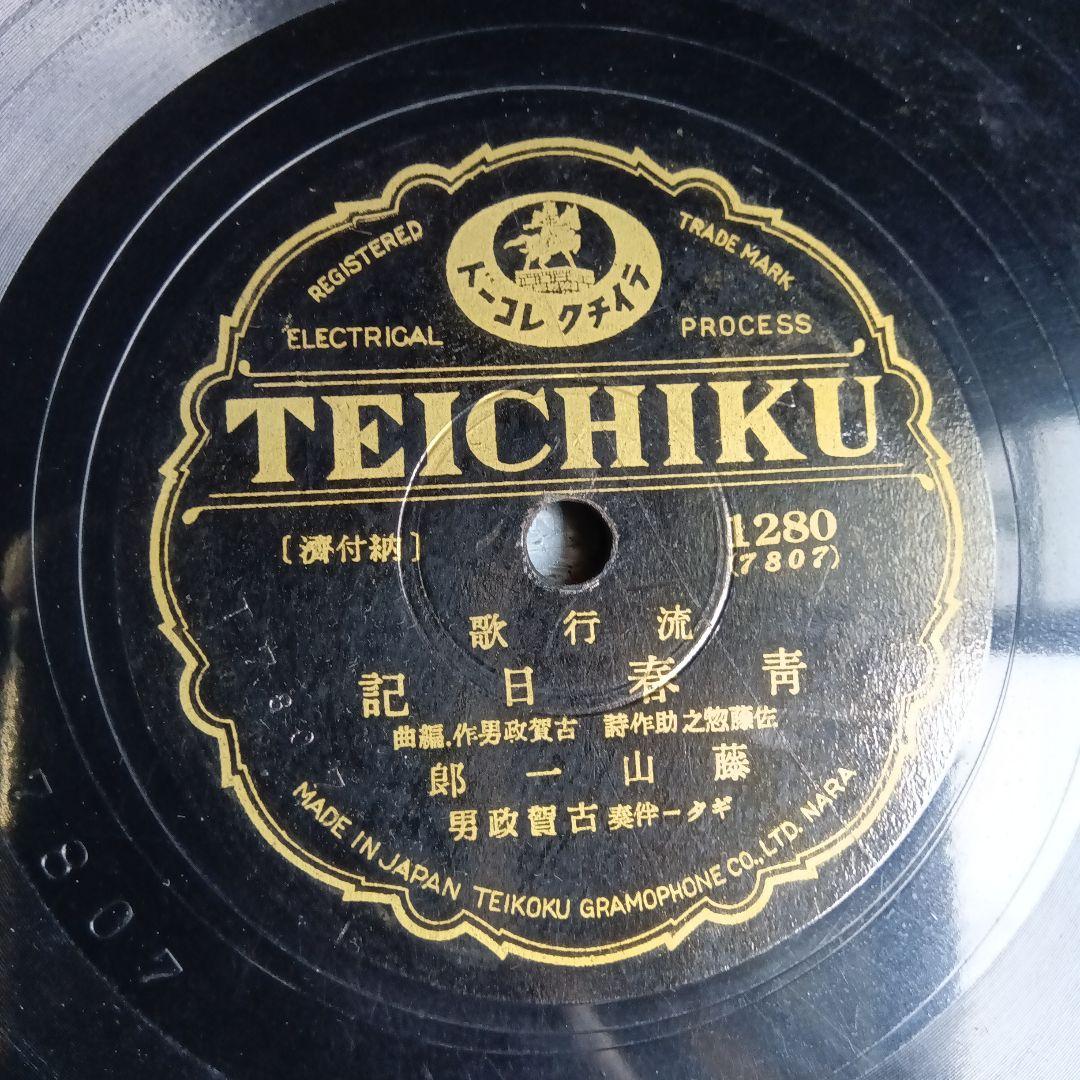 REGISTERED TRADE MARK
テイチクレコード
ELECTRICAL PROCESS
TEICHIKU
1280
(7807)
[納付濟]
流行歌
靑春日記
佐藤惣之助作詩 古賀政男作.編曲
藤山一郎
ギター伴奏 古賀政男
MADE IN JAPAN TEIKOKU GRAMOPHONE CO., LTD. NARA
7807